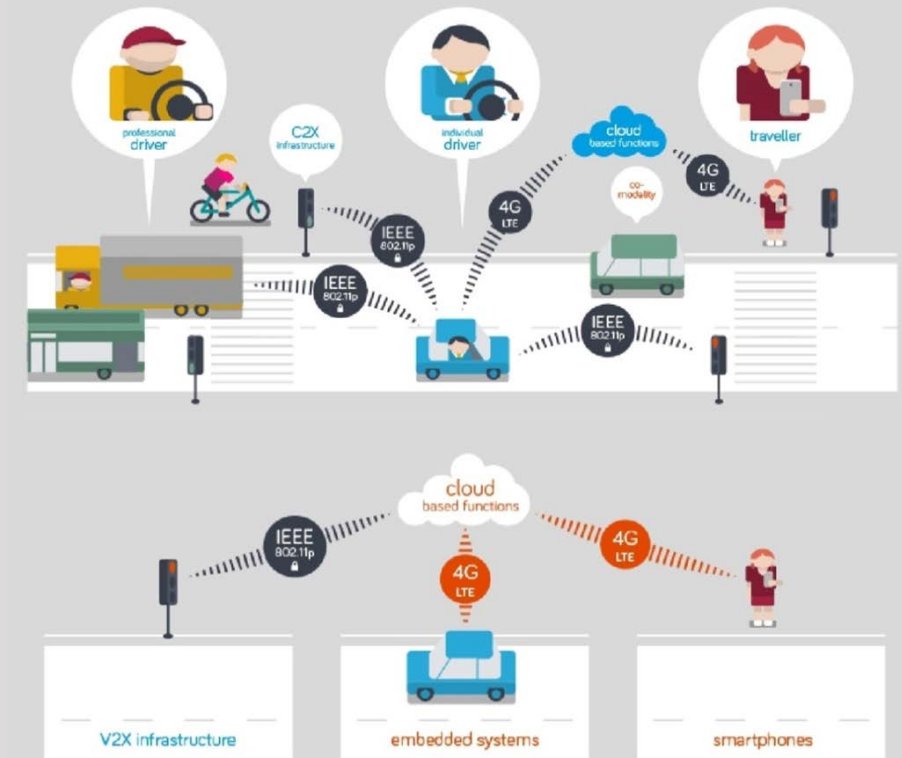 professional
driver
C2X
infrastructure
individual
driver
cloud
based functions
traveller
4G
LTE
4G
LTE
co-
modality
IEEE
802.11p
IEEE
802.11p
IEEE
802.11p
cloud
based functions
IEEE
802.11p
4G
LTE
4G
LTE
V2X infrastructure
embedded systems
smartphones